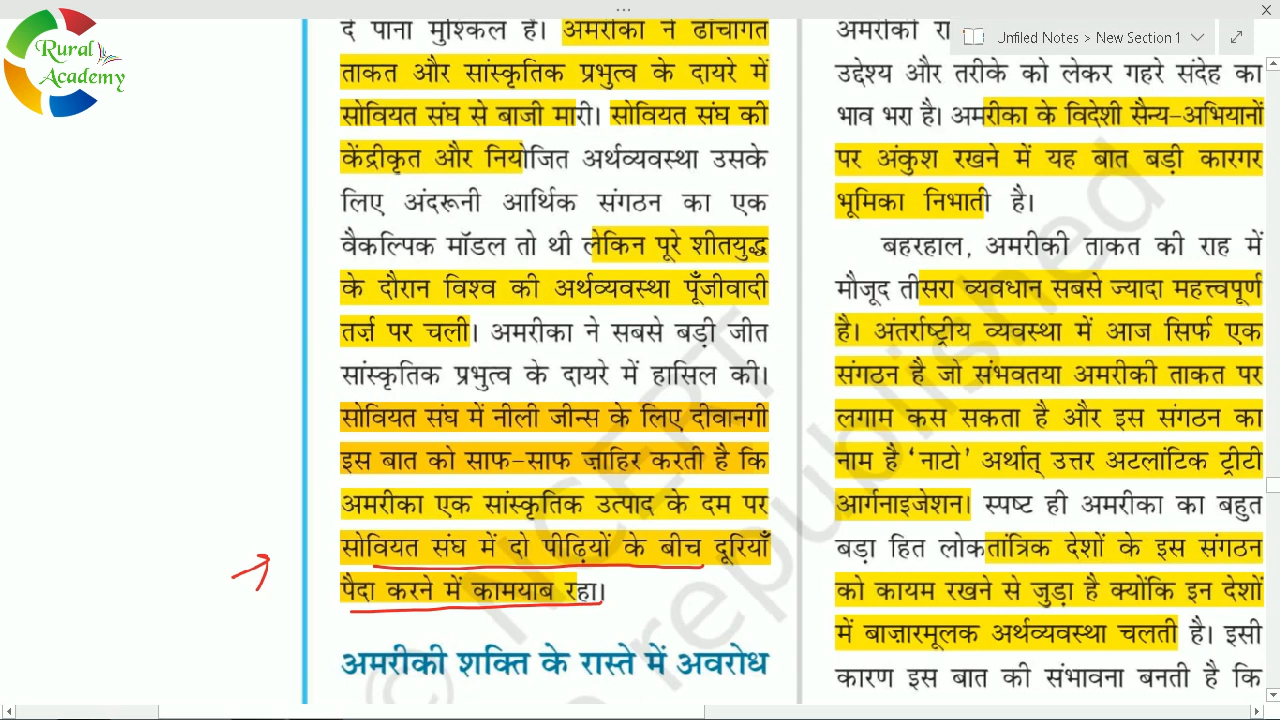 Rural
Academy
दे पाना मुश्किल है। अमरीका ने ढाँचागत
ताकत और सांस्कृतिक प्रभुत्व के दायरे में
सोवियत संघ से बाजी मारी। सोवियत संघ की
केंद्रीकृत और नियोजित अर्थव्यवस्था उसके
लिए अंदरूनी आर्थिक संगठन का एक
वैकल्पिक मॉडल तो थी लेकिन पूरे शीतयुद्ध
के दौरान विश्व की अर्थव्यवस्था पूँजीवादी
तर्ज़ पर चली। अमरीका ने सबसे बड़ी जीत
सांस्कृतिक प्रभुत्व के दायरे में हासिल की।
सोवियत संघ में नीली जीन्स के लिए दीवानगी
इस बात को साफ-साफ ज़ाहिर करती है कि
अमरीका एक सांस्कृतिक उत्पाद के दम पर
सोवियत संघ में दो पीढ़ियों के बीच दूरियाँ
पैदा करने में कामयाब रहा।
अमरीकी शक्ति के रास्ते में अवरोध
अमरीकी रा
उद्देश्य और तरीके को लेकर गहरे संदेह का
भाव भरा है। अमरीका के विदेशी सैन्य-अभियानों
पर अंकुश रखने में यह बात बड़ी कारगर
भूमिका निभाती है।
बहरहाल, अमरीकी ताकत की राह में
मौजूद तीसरा व्यवधान सबसे ज्यादा महत्त्वपूर्ण
है। अंतर्राष्ट्रीय व्यवस्था में आज सिर्फ एक
संगठन है जो संभवतया अमरीकी ताकत पर
लगाम कस सकता है और इस संगठन का
नाम है ‘नाटो’ अर्थात् उत्तर अटलांटिक ट्रीटी
आर्गनाइजेशन। स्पष्ट ही अमरीका का बहुत
बड़ा हित लोकतांत्रिक देशों के इस संगठन
को कायम रखने से जुड़ा है क्योंकि इन देशों
में बाज़ारमूलक अर्थव्यवस्था चलती है। इसी
कारण इस बात की संभावना बनती है कि
Unfiled Notes > New Section 1
© NCERT
republished